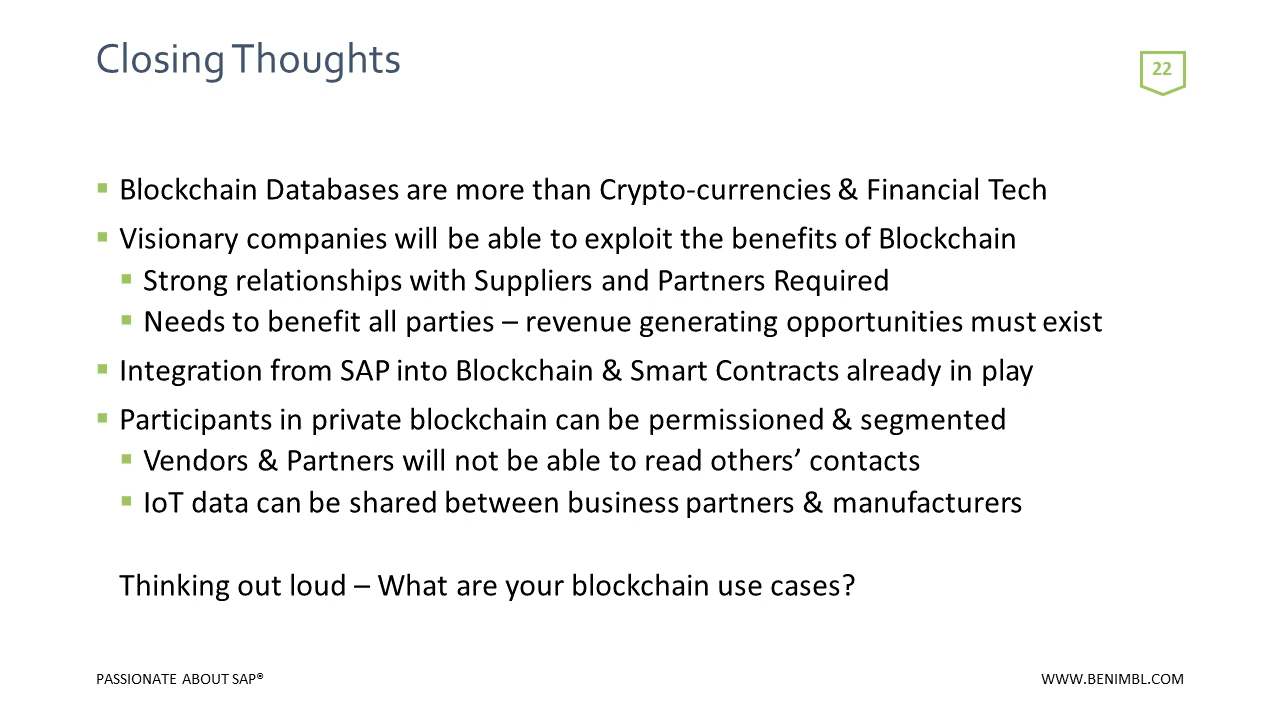 Closing Thoughts
22
Blockchain Databases are more than Crypto-currencies & Financial Tech
Visionary companies will be able to exploit the benefits of Blockchain
Strong relationships with Suppliers and Partners Required
Needs to benefit all parties – revenue generating opportunities must exist
Integration from SAP into Blockchain & Smart Contracts already in play
Participants in private blockchain can be permissioned & segmented
Vendors & Partners will not be able to read others’ contacts
IoT data can be shared between business partners & manufacturers
Thinking out loud – What are your blockchain use cases?
PASSIONATE ABOUT SAP®
WWW.BENIMBL.COM